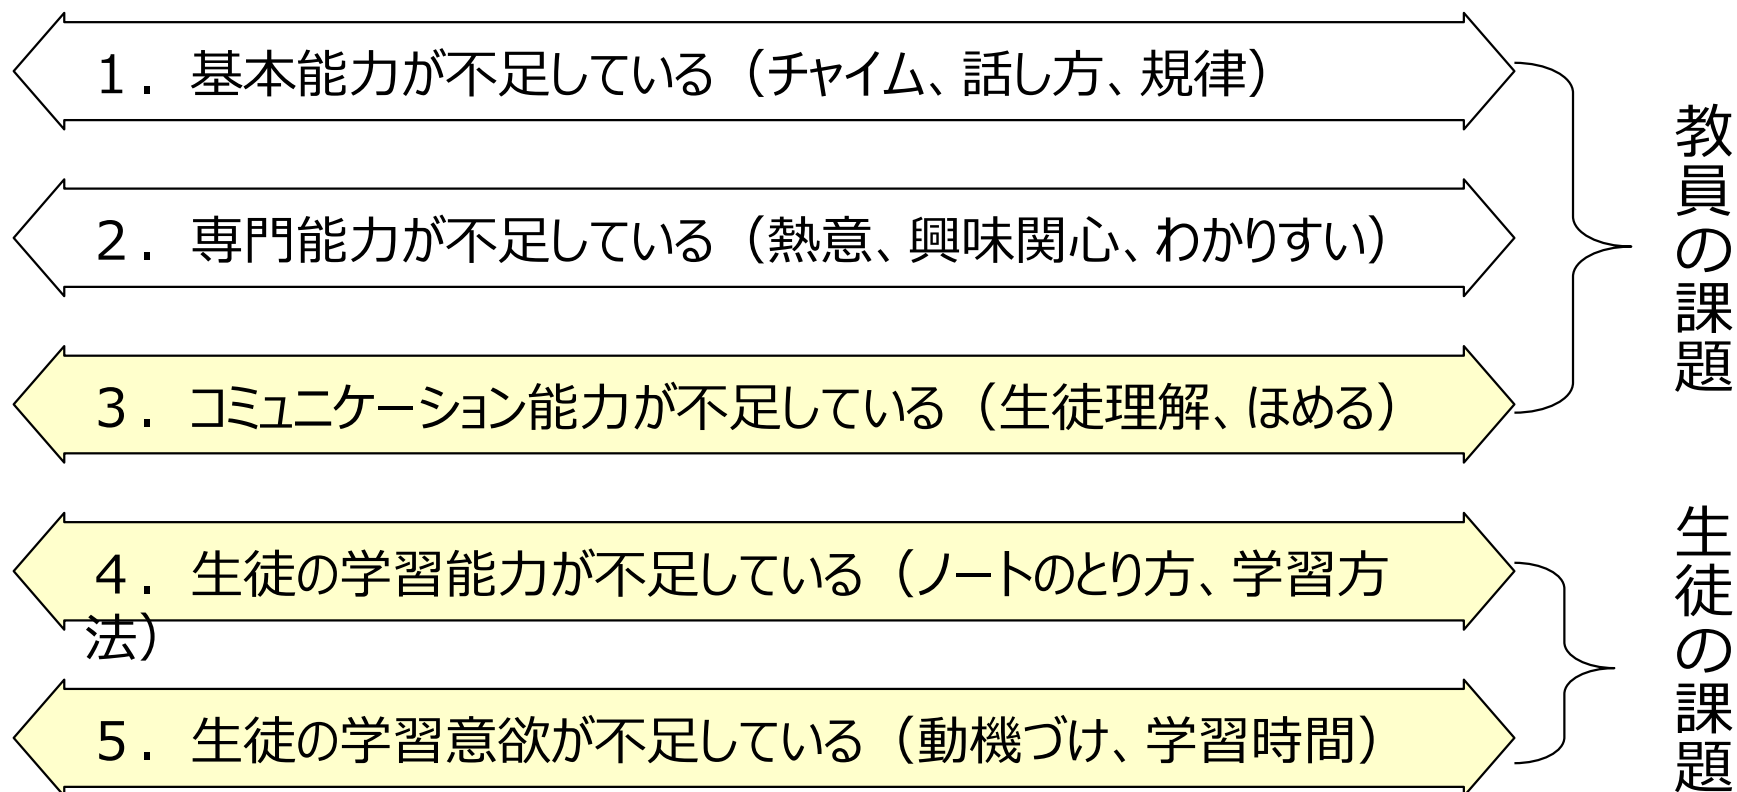 １．基本能力が不足している（チャイム、話し方、規律）
２．専門能力が不足している（熱意、興味関心、わかりすい）
３．コミュニケーション能力が不足している（生徒理解、ほめる）
教員の課題
４．生徒の学習能力が不足している（ノートのとり方、学習方
法）
５．生徒の学習意欲が不足している（動機づけ、学習時間）
生徒の課題